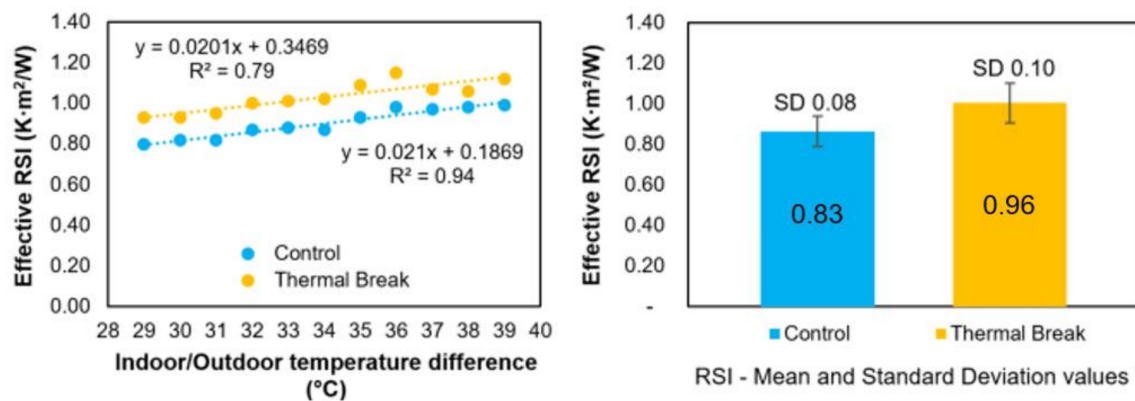 1.40
1.20
1.00
0.80
0.60
0.40
0.20
0.00
Effective RSI (K·m²/W)
y = 0.0201x + 0.3469
R² = 0.79
y = 0.021x + 0.1869
R² = 0.94
Control
Thermal Break
28 29 30 31 32 33 34 35 36 37 38 39 40
Indoor/Outdoor temperature difference
(°C)
1.40
1.20
1.00
0.80
0.60
0.40
0.20
-
Effective RSI (K·m²/W)
SD 0.08
SD 0.10
0.83
0.96
Control Thermal Break
RSI - Mean and Standard Deviation values